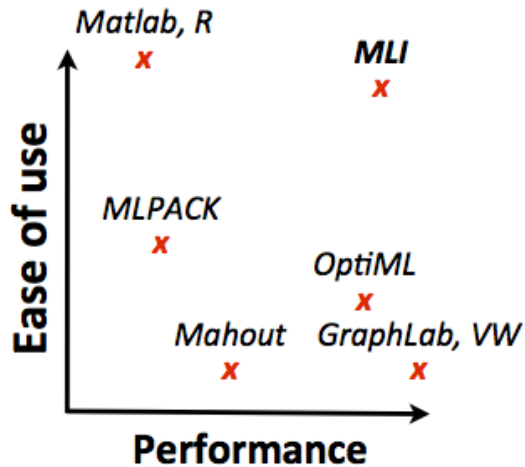 Matlab, R
x
MLI
x
MLPACK
x
OptiML
x
Mahout
x
GraphLab, VW
x
Ease of use
Performance